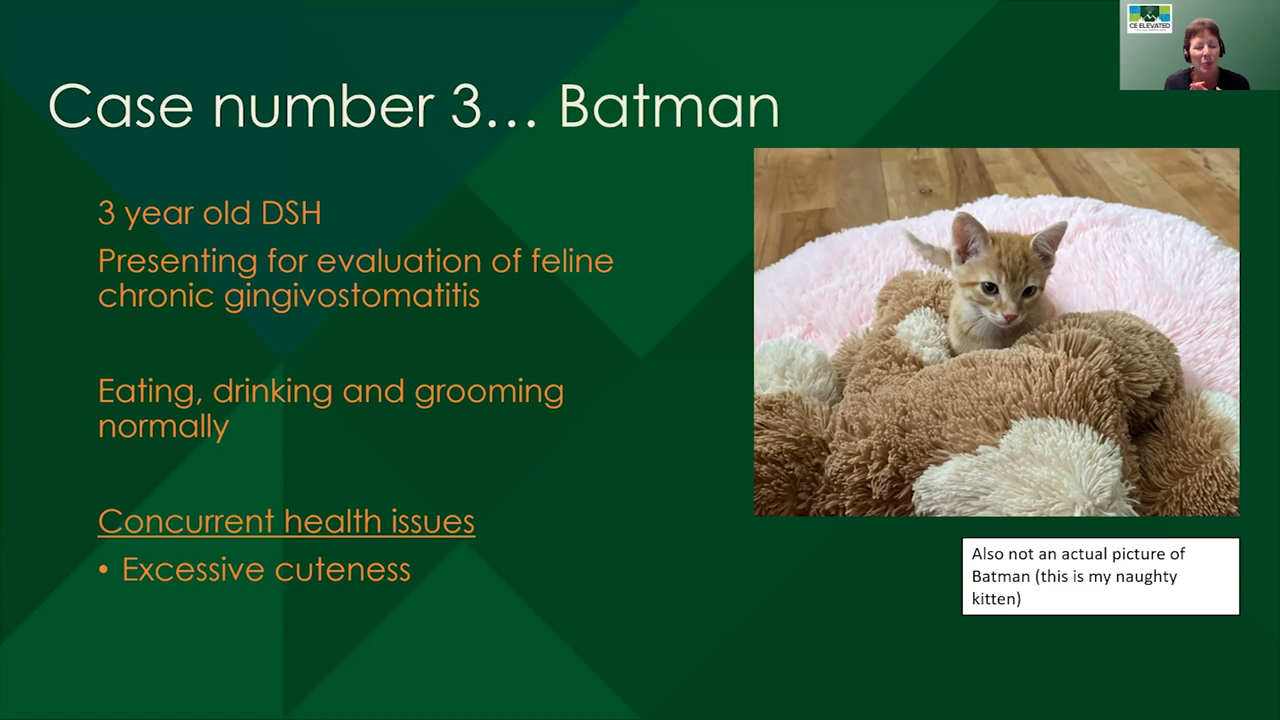 CE ELEVATED
Case number 3... Batman
3 year old DSH
Presenting for evaluation of feline
chronic gingivostomatitis
Eating, drinking and grooming
normally
Concurrent health issues
• Excessive cuteness
Also not an actual picture of
Batman (this is my naughty
kitten)